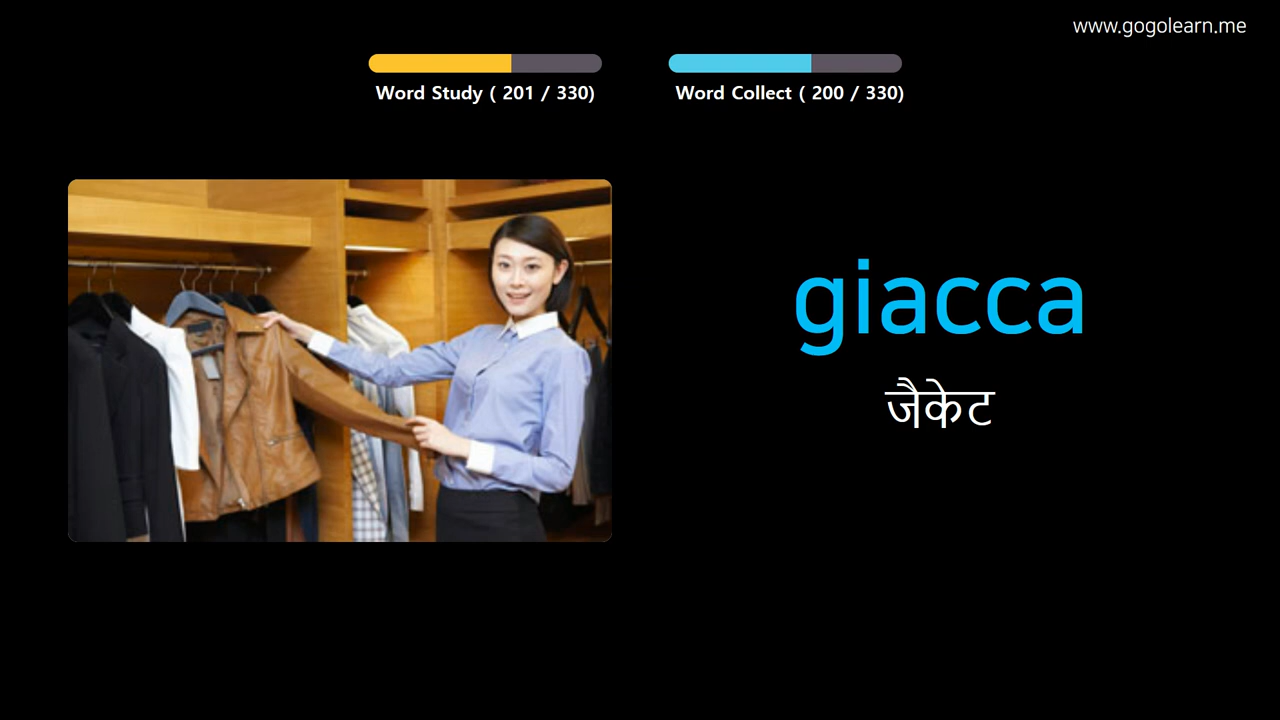 www.gogolearn.me
Word Study ( 201 / 330)
Word Collect ( 200 / 330)
giacca
जैकेट